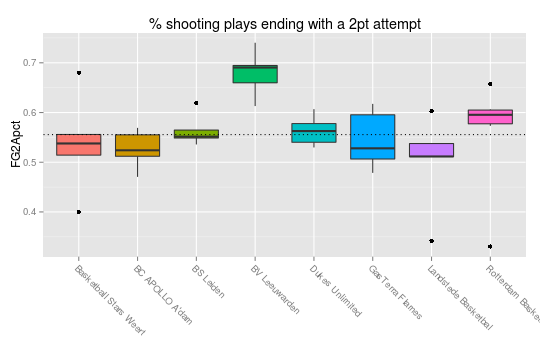 % shooting plays ending with a 2pt attempt
FG2Apct
0.7
0.6
0.5
0.4
Basketball Stars Weert
BC APOLLO A'dam
BS Leiden
BV Leeuwarden
Dukes Unlimited
GasTerra Flames
Landstede Basketbal
Rotterdam Baske